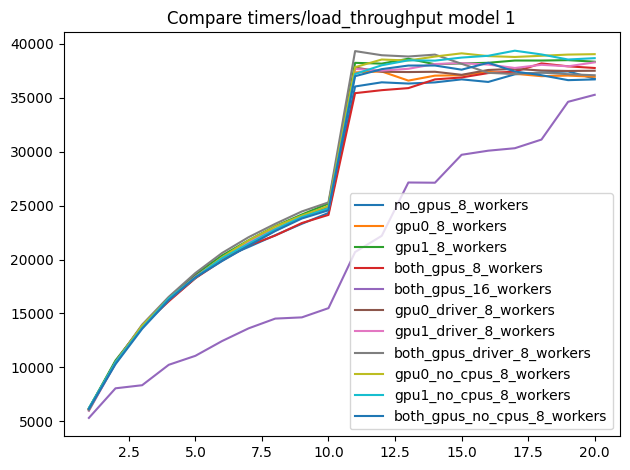 Compare timers/load_throughput model 1
40000
35000
30000
25000
20000
15000
10000
5000
no_gpus_8_workers
gpu0_8_workers
gpu1_8_workers
both_gpus_8_workers
both_gpus_16_workers
gpu0_driver_8_workers
gpu1_driver_8_workers
both_gpus_driver_8_workers
gpu0_no_cpus_8_workers
gpu1_no_cpus_8_workers
both_gpus_no_cpus_8_workers
2.5 5.0 7.5 10.0 12.5 15.0 17.5 20.0